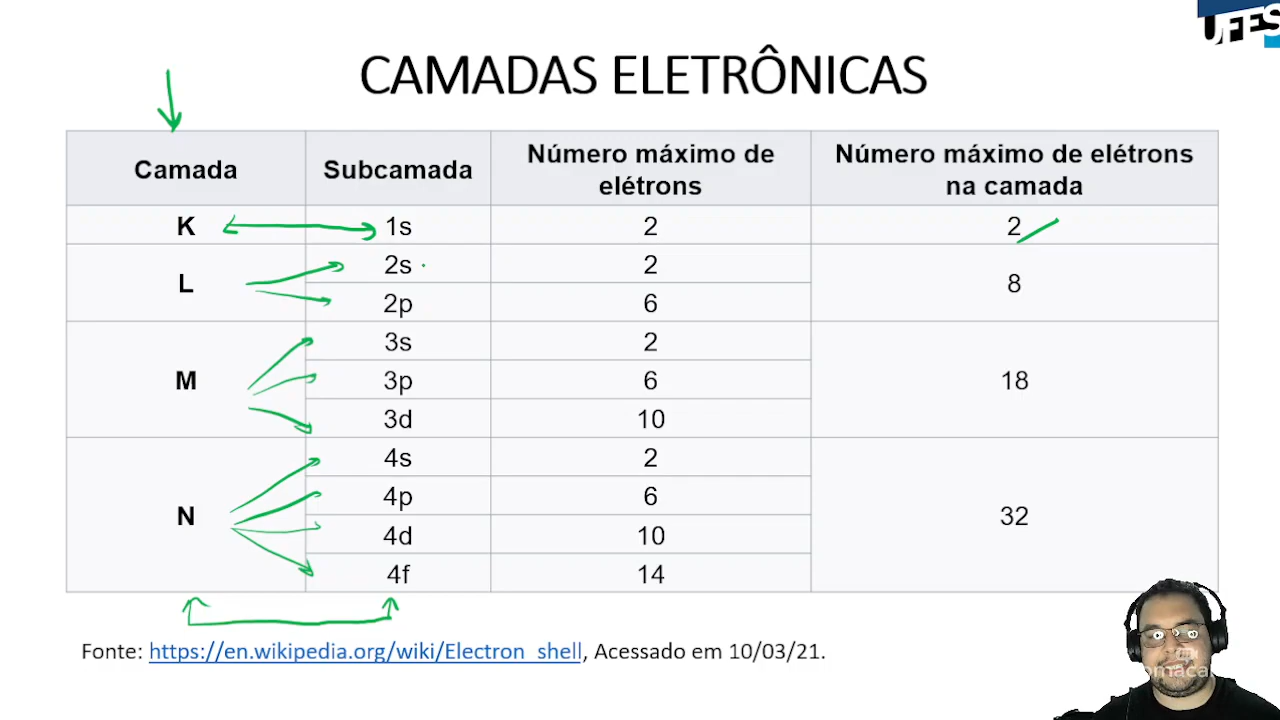 UFES
CAMADAS ELETRÔNICAS
Camada Subcamada Número máximo de elétrons Número máximo de elétrons na camada
K 1s 2 2
L 2s 2 8
2p 6
M 3s 2 18
3p 6
3d 10
N 4s 2 32
4p 6
4d 10
4f 14
Fonte: https://en.wikipedia.org/wiki/Electron_shell, Acessado em 10/03/21.